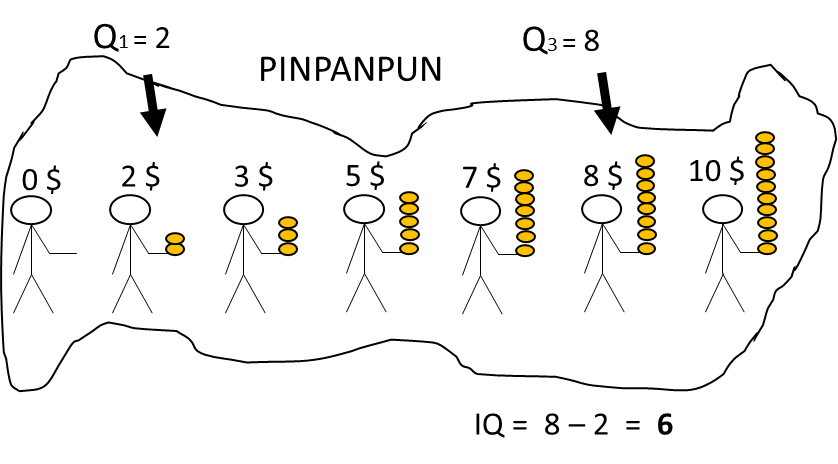 Q1 = 2
Q3 = 8
PINPANPUN
0 $ 2 $ 3 $ 5 $ 7 $ 8 $ 10 $
IQ = 8 – 2 = 6